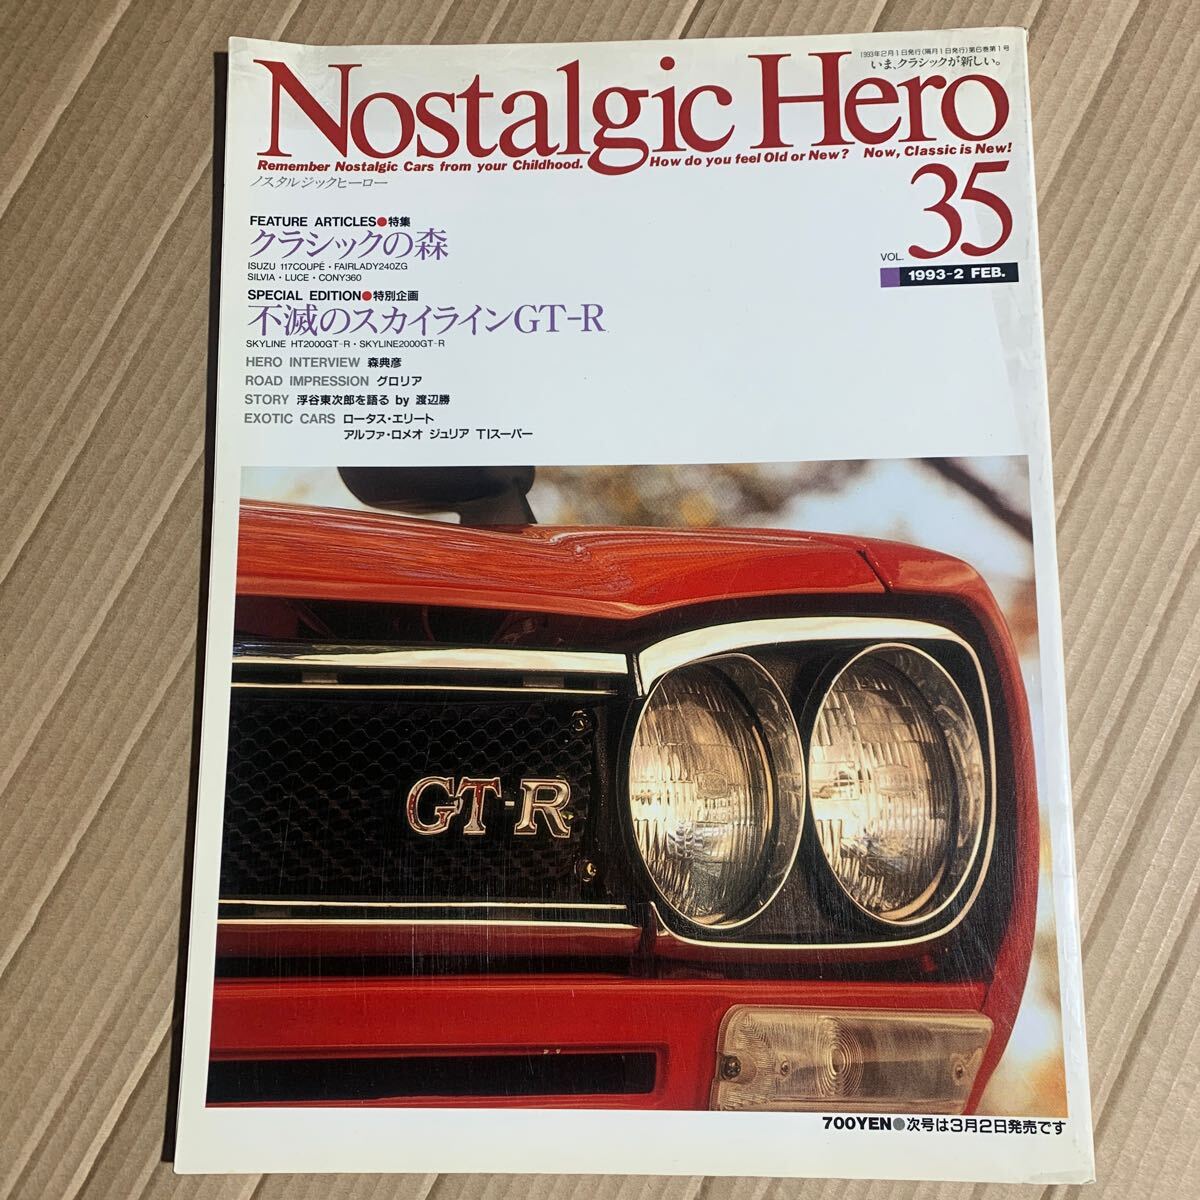 1993年2月1日発行(隔月1日発行)第6巻第1号
いま、クラシックが新しい。
Nostalgic Hero
Remember Nostalgic Cars from your Childhood. How do you feel Old or New? Now, Classic is New!
ノスタルジックヒーロー
VOL. 35
1993-2 FEB.
FEATURE ARTICLES●特集
クラシックの森
ISUZU 117COUPÉ・FAIRLADY240ZG
SILVIA・LUCE・CONY360
SPECIAL EDITION●特別企画
不滅のスカイラインGT-R
SKYLINE HT2000GT-R・SKYLINE2000GT-R
HERO INTERVIEW 森典彦
ROAD IMPRESSION グロリア
STORY 浮谷東次郎を語る by 渡辺勝
EXOTIC CARS ロータス・エリート
アルファ・ロメオ ジュリア TIスーパー
GT-R
700YEN●次号は3月2日発売です